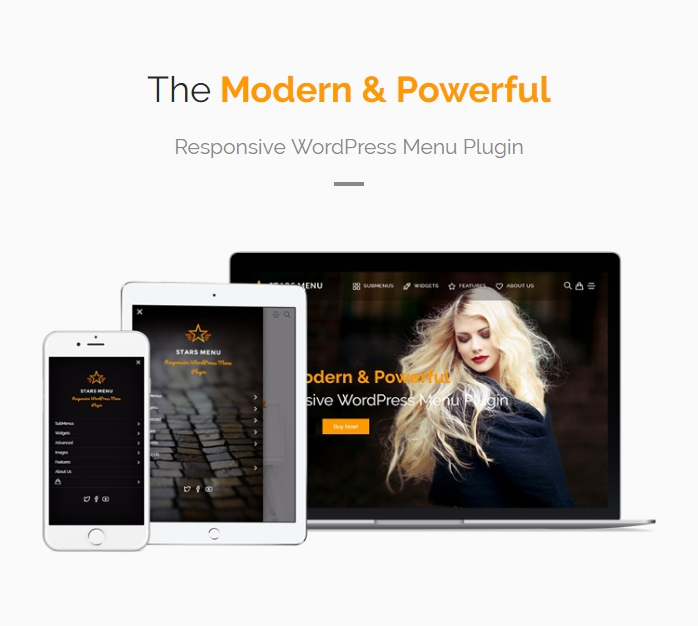 The Modern & Powerful
Responsive WordPress Menu Plugin
STARS MENU
SUBMENUS
WIDGETS
FEATURES
ABOUT US
odern & Powerful
sive WordPress Menu Plugin
Buy Now!
STARS MENU
Responsive WordPress Menu
Plugin
STARS MENU
Responsive WordPress Menu
Plugin
SubMenus
Widgets
Advanced
Images
Features
About Us